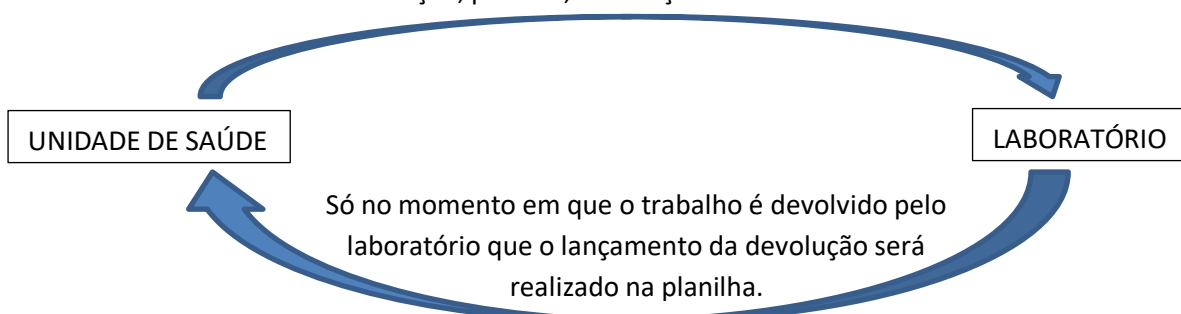 UNIDADE DE SAÚDE
LABORATÓRIO
Só no momento em que o trabalho é devolvido pelo
laboratório que o lançamento da devolução será
realizado na planilha.